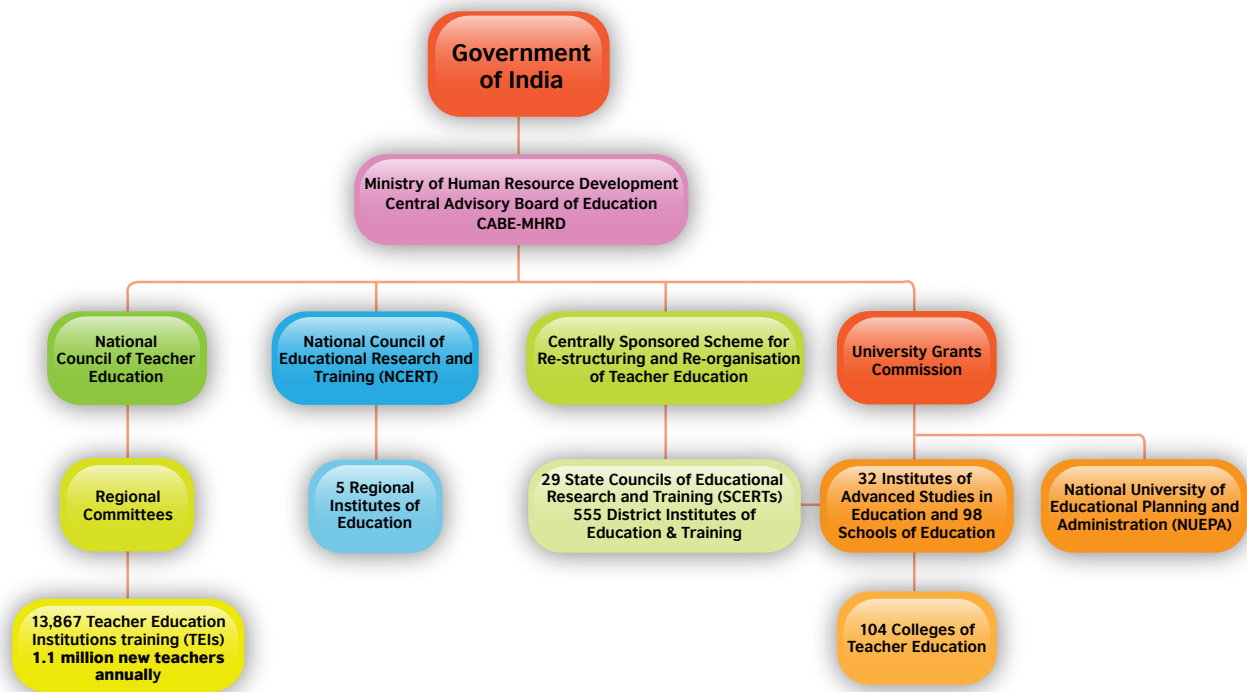 Government
of India
Ministry of Human Resource Development
Central Advisory Board of Education
CABE-MHRD
National
Council of Teacher
Education
National Council of
Educational Research and
Training (NCERT)
Centrally Sponsored Scheme for
Re-structuring and Re-organisation
of Teacher Education
University Grants
Commission
Regional
Committees
5 Regional
Institutes of
Education
29 State Councils of Educational
Research and Training (SCERTs)
555 District Institutes of
Education & Training
32 Institutes of
Advanced Studies in
Education and 98
Schools of Education
National University of
Educational Planning and
Administration (NUEPA)
13,867 Teacher Education
Institutions training (TEIs)
1.1 million new teachers
annually
104 Colleges of
Teacher Education